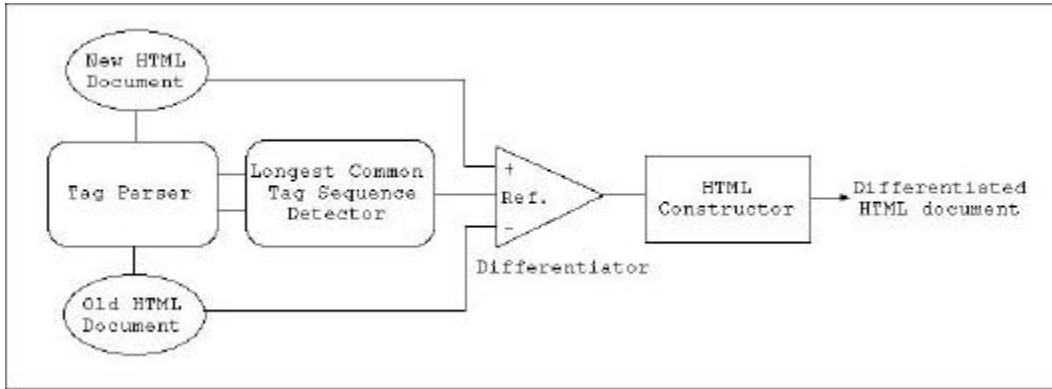 New HTML
Document
Tag Parser
Longest Common
Tag Sequence
Detector
Old HTML
Document
+
Ref.
-
Differentiator
HTML
Constructor
Differentiated
HTML document